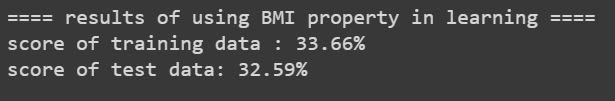 ==== results of using BMI property in learning ====
score of training data : 33.66%
score of test data: 32.59%